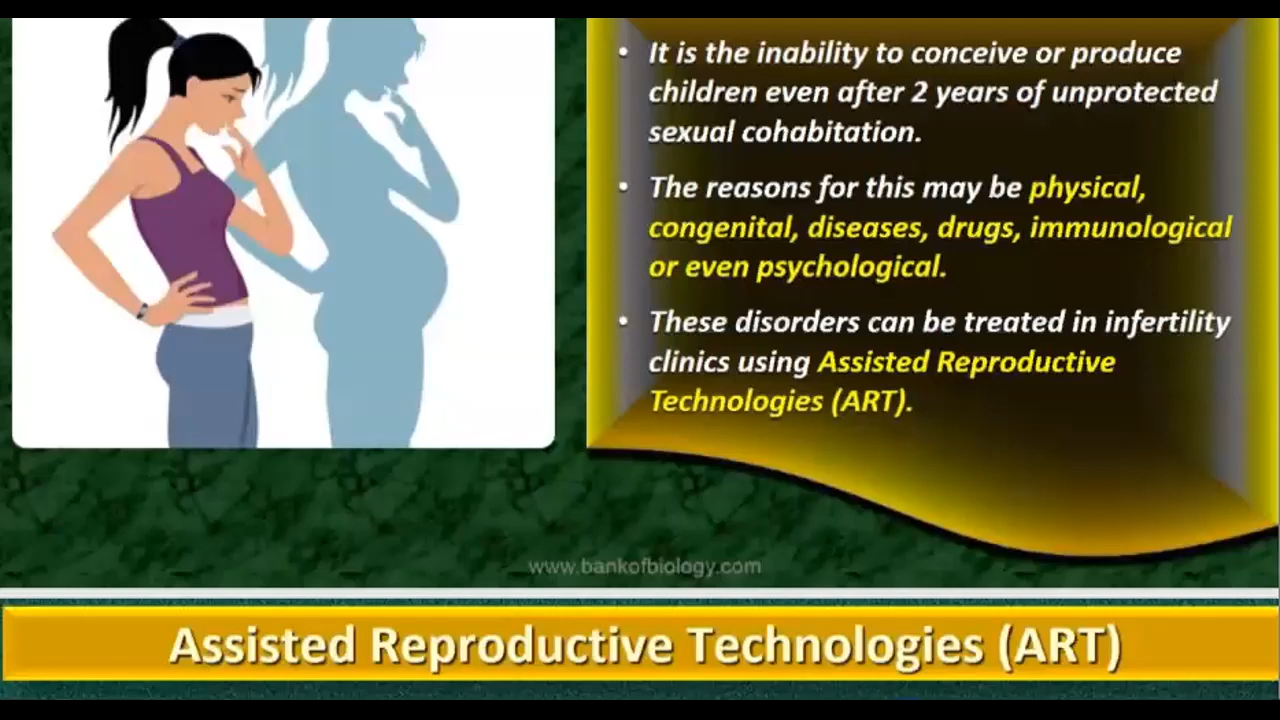 • It is the inability to conceive or produce
children even after 2 years of unprotected
sexual cohabitation.
• The reasons for this may be physical,
congenital, diseases, drugs, immunological
or even psychological.
• These disorders can be treated in infertility
clinics using Assisted Reproductive
Technologies (ART).
www.bankofbiology.com
Assisted Reproductive Technologies (ART)